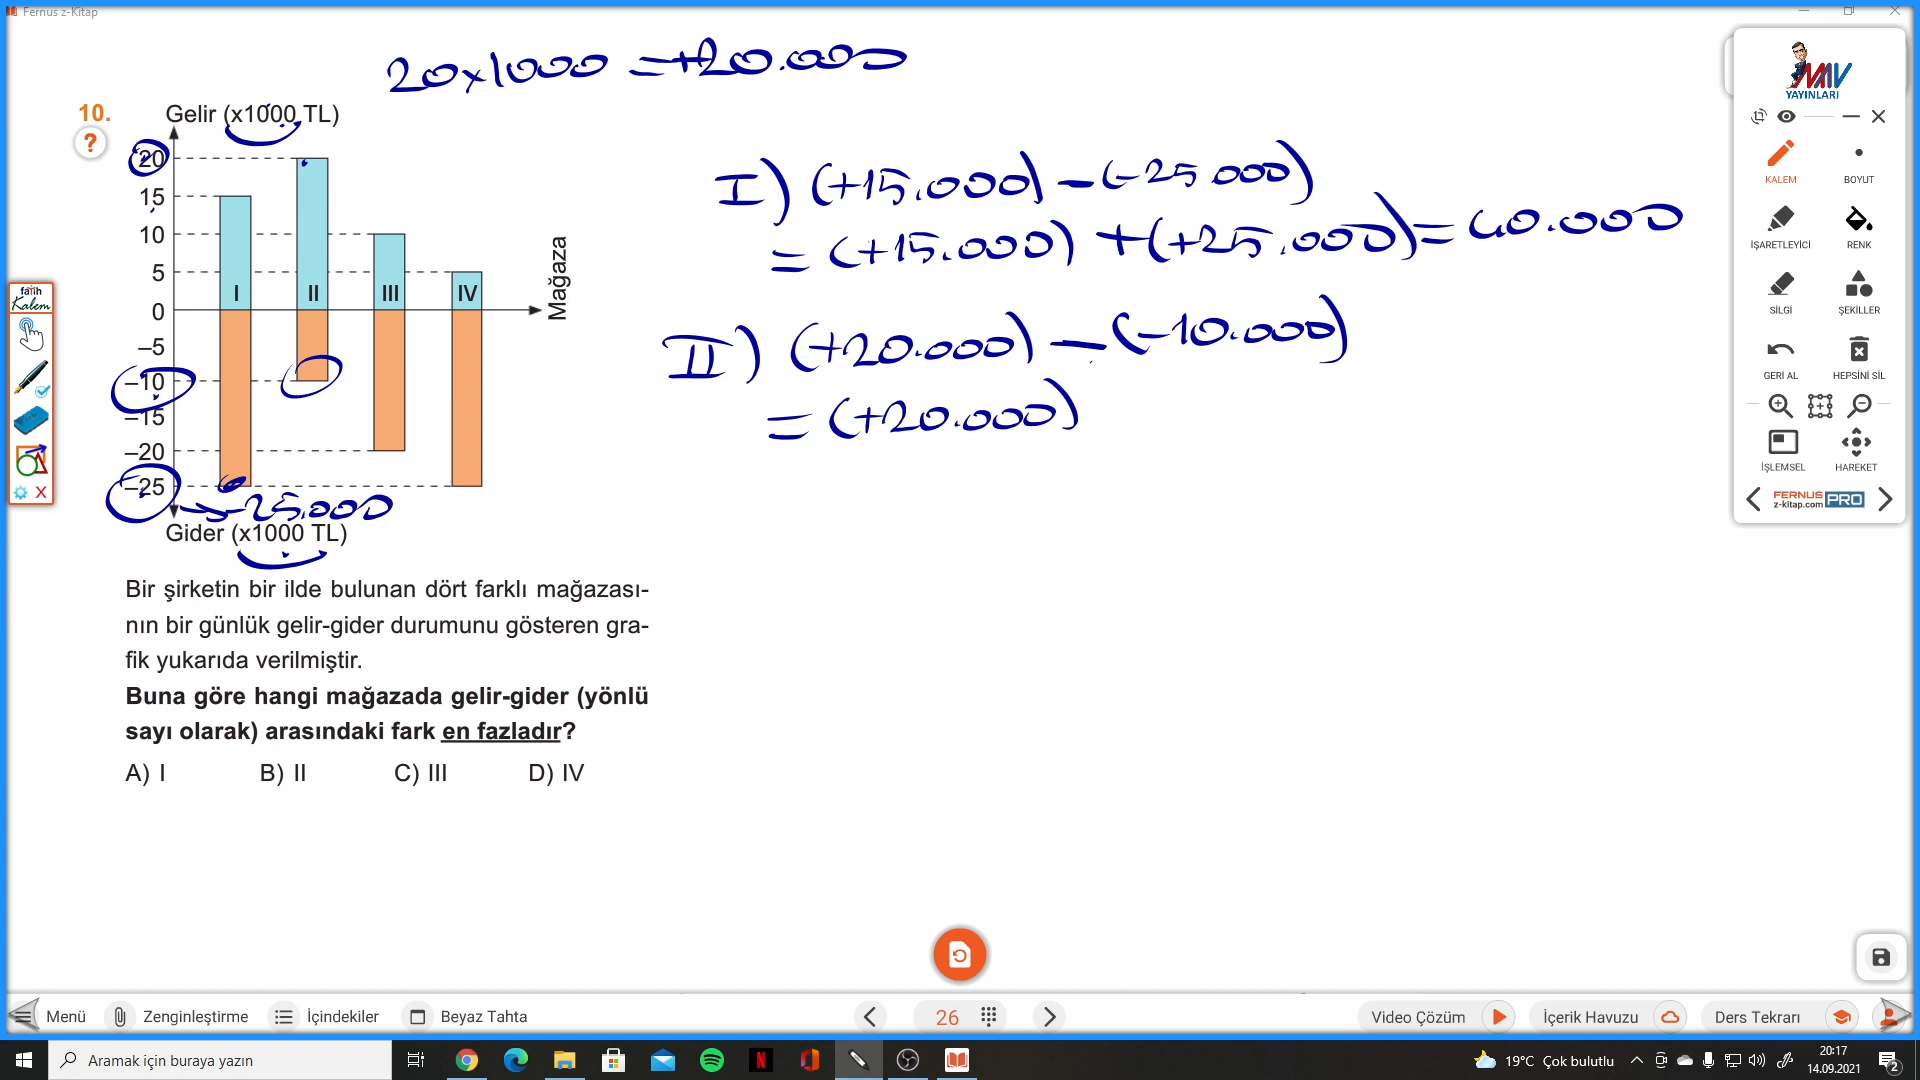 Fernus z-Kitap
20x1000 = +20.000
10.
Gelir (x1000 TL)
20
15
10
5
0
–5
–10
–15
–20
–25
I
II
III
IV
Mağaza
→ -25.000
Gider (x1000 TL)
I) (+15.000) - (-25.000)
= (+15.000) + (+25.000) = 40.000
II) (+20.000) - (-10.000)
= (+20.000)
Bir şirketin bir ilde bulunan dört farklı mağazası-
nın bir günlük gelir-gider durumunu gösteren gra-
fik yukarıda verilmiştir.
Buna göre hangi mağazada gelir-gider (yönlü
sayı olarak) arasındaki fark en fazladır?
A) I B) II C) III D) IV
fatih
Kalem
MAV
YAYINLARI
KALEM BOYUT
İŞARETLEYİCİ RENK
SİLGİ ŞEKİLLER
GERİ AL HEPSİNİ SİL
İŞLEMSEL HAREKET
FERNUS PRO
z-kitap.com
Menü Zenginleştirme İçindekiler Beyaz Tahta 26 Video Çözüm İçerik Havuzu Ders Tekrarı
Aramak için buraya yazın
19°C Çok bulutlu
20:17
14.09.2021
2